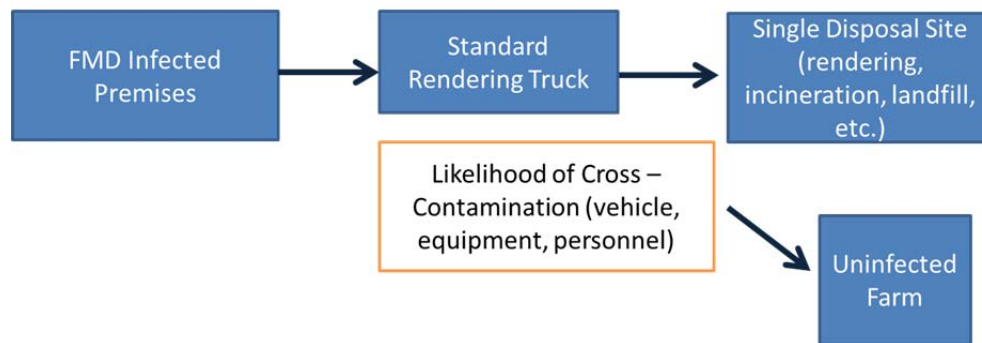 FMD Infected
Premises
Standard
Rendering Truck
Single Disposal Site
(rendering,
incineration, landfill,
etc.)
Likelihood of Cross –
Contamination (vehicle,
equipment, personnel)
Uninfected
Farm